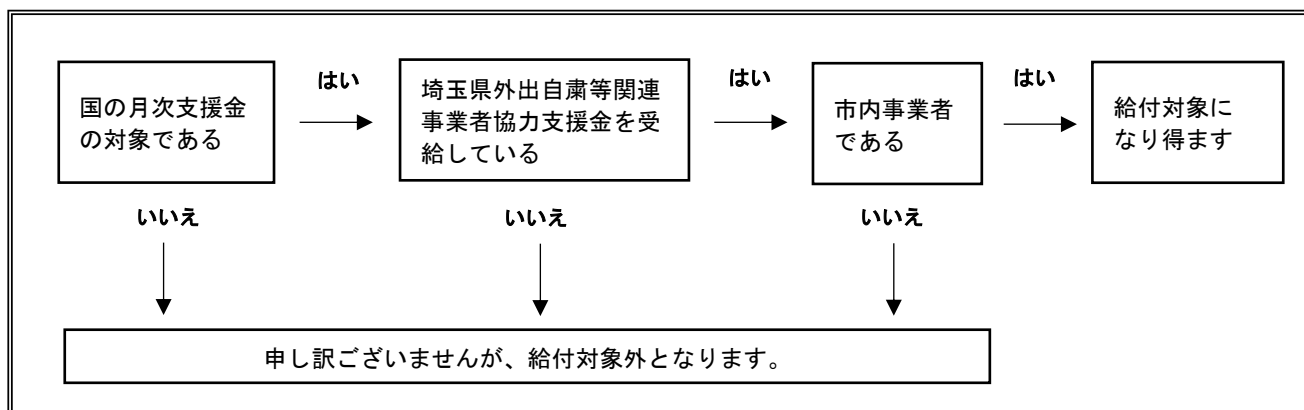 国の月次支援金
の対象である
はい
埼玉県外出自粛等関連
事業者協力支援金を受
給している
はい
市内事業者
である
はい
給付対象に
なり得ます
いいえ
いいえ
いいえ
申し訳ございませんが、給付対象外となります。